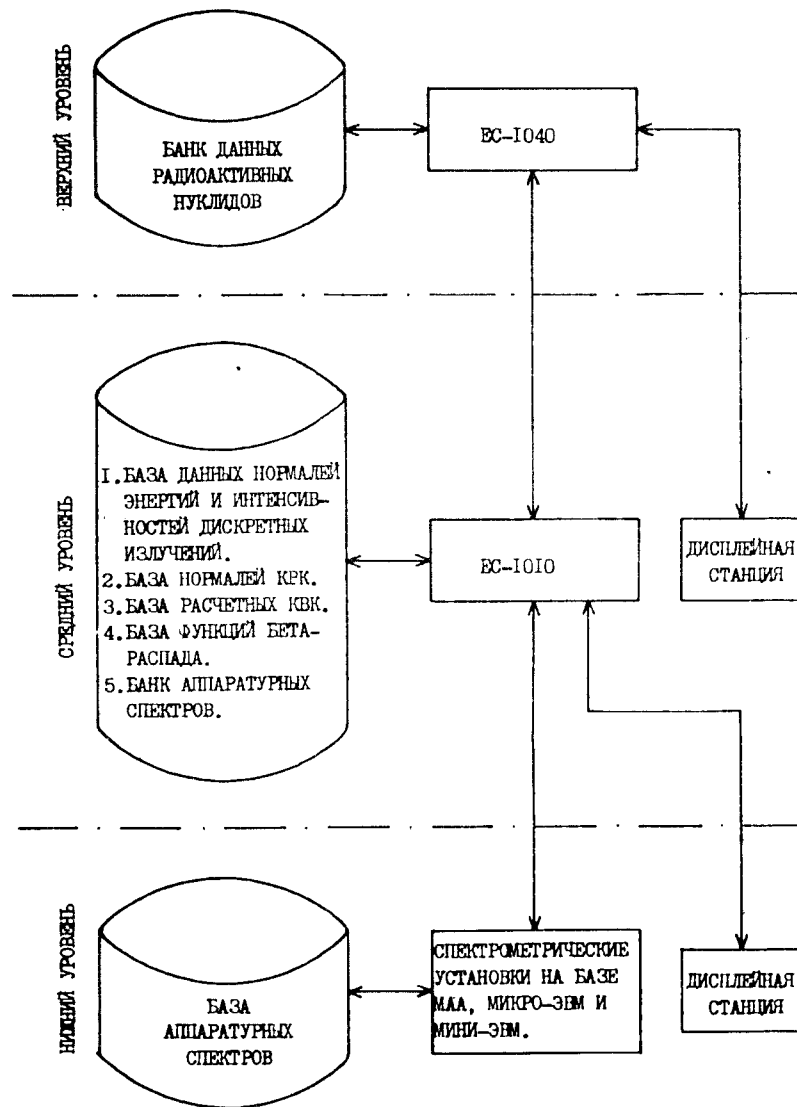 ВЕРХНИЙ УРОВЕНЬ
БАНК ДАННЫХ
РАДИОАКТИВНЫХ
НУКЛИДОВ
ЕС-1040
СРЕДНИЙ УРОВЕНЬ
1.БАЗА ДАННЫХ НОРМАЛЕЙ
ЭНЕРГИЙ И ИНТЕНСИВ-
НОСТЕЙ ДИСКРЕТНЫХ
ИЗЛУЧЕНИЙ.
2.БАЗА НОРМАЛЕЙ КРК.
3.БАЗА РАСЧЕТНЫХ КВК.
4.БАЗА ФУНКЦИЙ БЕТА-
РАСПАДА.
5.БАНК АППАРАТУРНЫХ
СПЕКТРОВ.
ЕС-1010
ДИСПЛЕЙНАЯ
СТАНЦИЯ
НИЖНИЙ УРОВЕНЬ
БАЗА
АППАРАТУРНЫХ
СПЕКТРОВ
СПЕКТРОМЕТРИЧЕСКИЕ
УСТАНОВКИ НА БАЗЕ
МАА, МИКРО-ЭВМ И
МИНИ-ЭВМ.
ДИСПЛЕЙНАЯ
СТАНЦИЯ